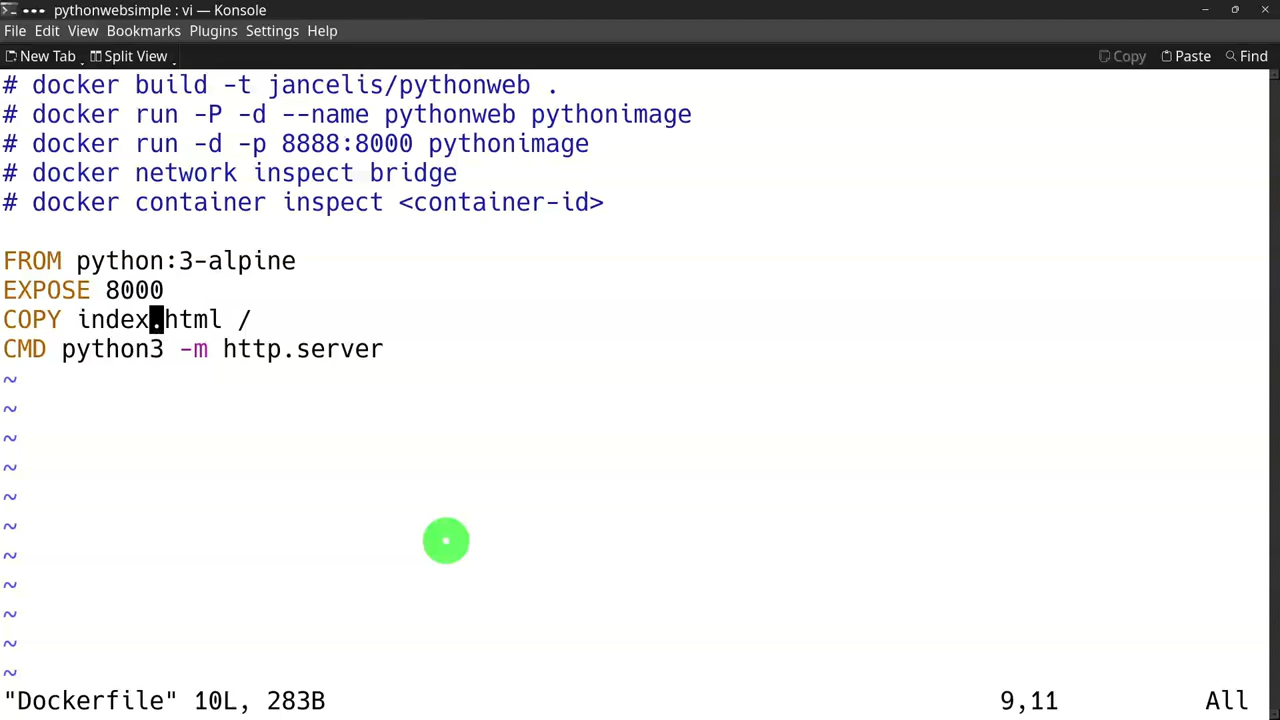 pythonwebsimple : vi — Konsole
File Edit View Bookmarks Plugins Settings Help
New Tab Split View Copy Paste Find
# docker build -t jancelis/pythonweb .
# docker run -P -d --name pythonweb pythonimage
# docker run -d -p 8888:8000 pythonimage
# docker network inspect bridge
# docker container inspect <container-id>
FROM python:3-alpine
EXPOSE 8000
COPY index.html /
CMD python3 -m http.server
~
~
~
~
~
~
~
~
~
~
~
"Dockerfile" 10L, 283B 9,11 All